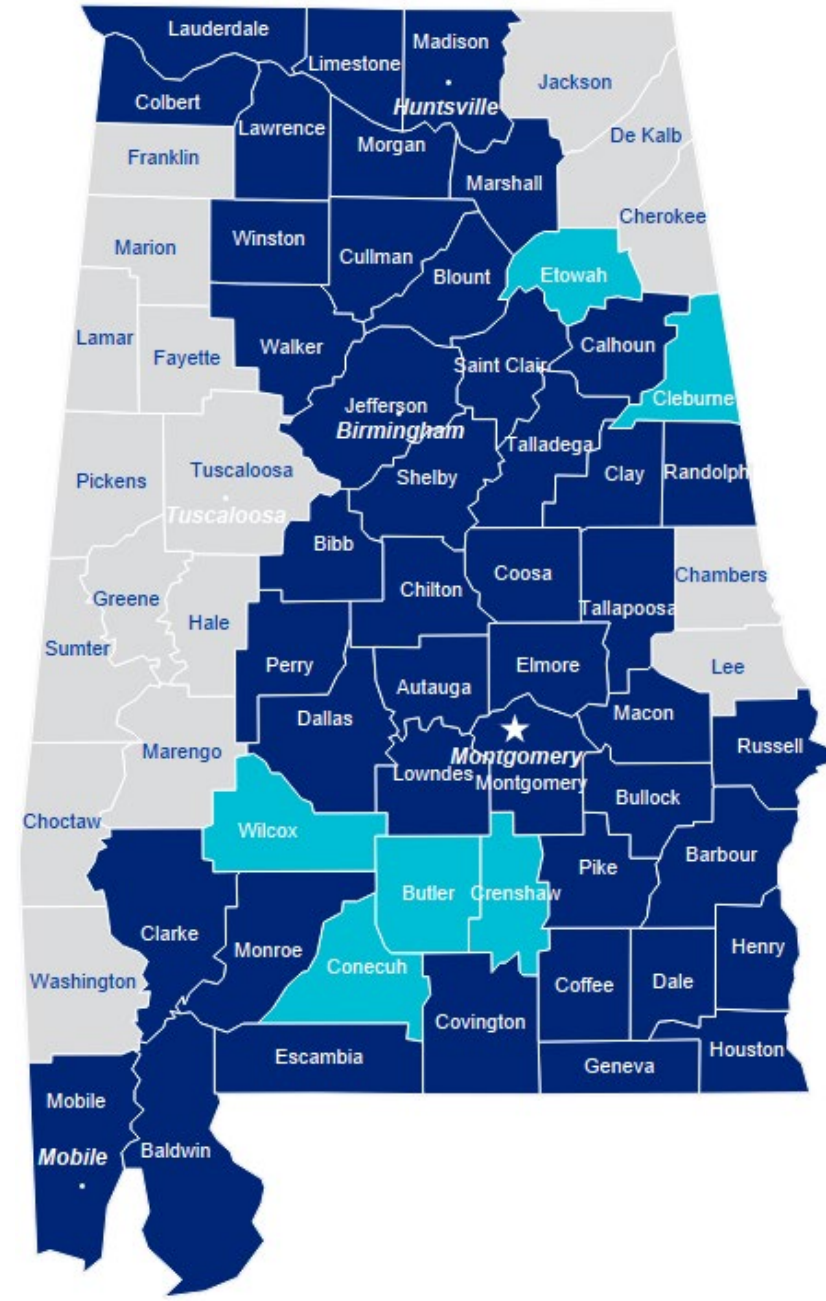 Lauderdale
Limestone
Madison
Huntsville
Jackson
Colbert
Lawrence
Morgan
De Kalb
Franklin
Marshall
Cherokee
Marion
Winston
Cullman
Blount
Etowah
Lamar
Fayette
Walker
Saint Clair
Calhoun
Cleburne
Jefferson
Birmingham
Pickens
Tuscaloosa
Tuscaloosa
Shelby
Talladega
Clay
Randolph
Bibb
Chilton
Coosa
Tallapoosa
Chambers
Greene
Hale
Sumter
Perry
Autauga
Elmore
Lee
Dallas
Macon
Marengo
Lowndes
Montgomery
Montgomery
Russell
Bullock
Choctaw
Wilcox
Butler
Crenshaw
Pike
Barbour
Clarke
Monroe
Conecuh
Henry
Washington
Covington
Coffee
Dale
Escambia
Geneva
Houston
Mobile
Mobile
Baldwin